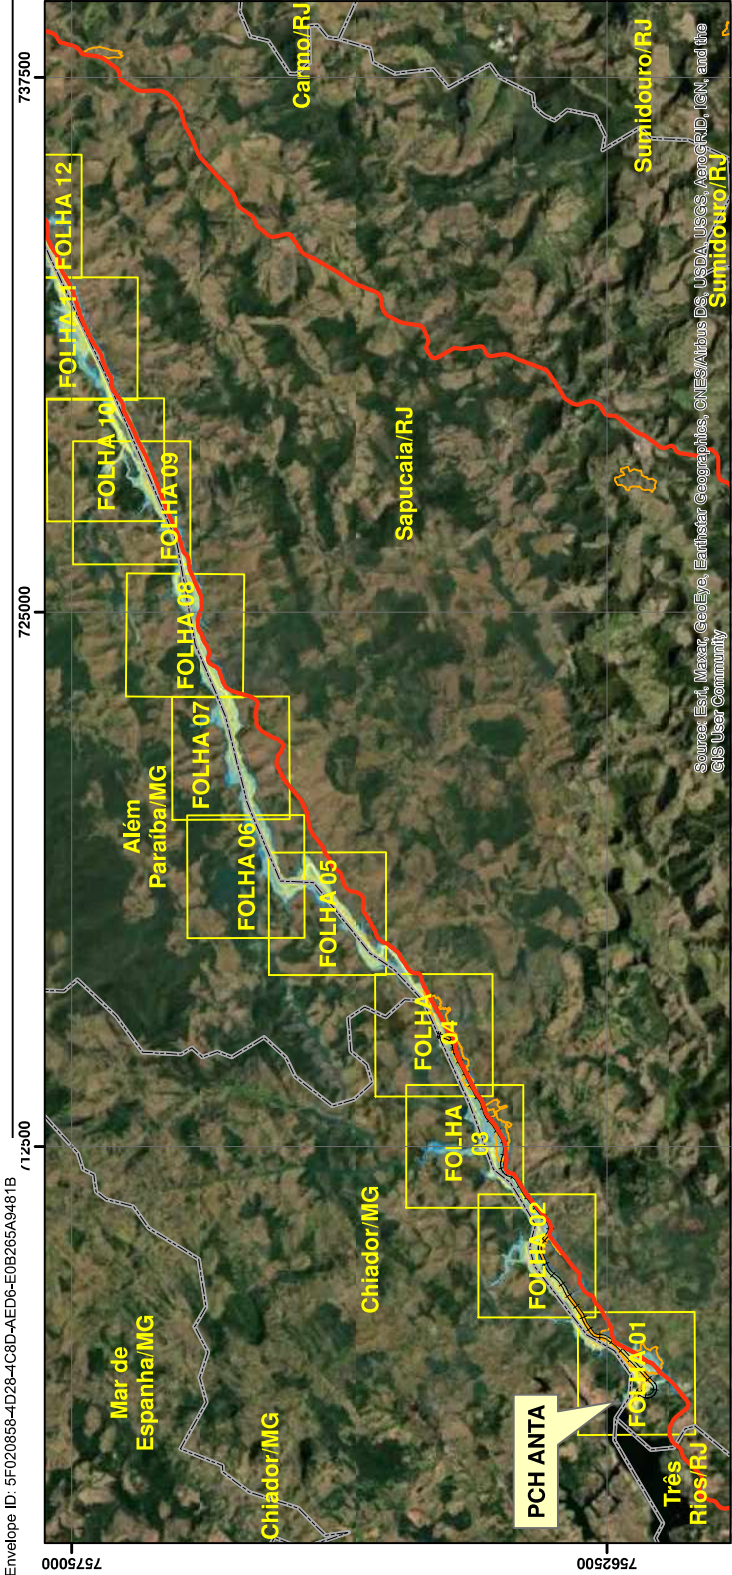 Envelope ID: 5F020858-4D28-4C8D-AED6-E0B265A9481B
712500
725000
737500
7575000
7562500
Mar de
Espanha/MG
Chiador/MG
Chiador/MG
Além
Paraíba/MG
Sapucaia/RJ
Carmo/RJ
Sumidouro/RJ
Sumidouro/RJ
Três
Rios/RJ
PCH ANTA
FOLHA 01
FOLHA 02
FOLHA
03
FOLHA
04
FOLHA 05
FOLHA 06
FOLHA 07
FOLHA 08
FOLHA 09
FOLHA 10
FOLHA 11
FOLHA 12
Source: Esri, Maxar, GeoEye, Earthstar Geographics, CNES/Airbus DS, USDA, USGS, AeroGRID, IGN, and the
GIS User Community